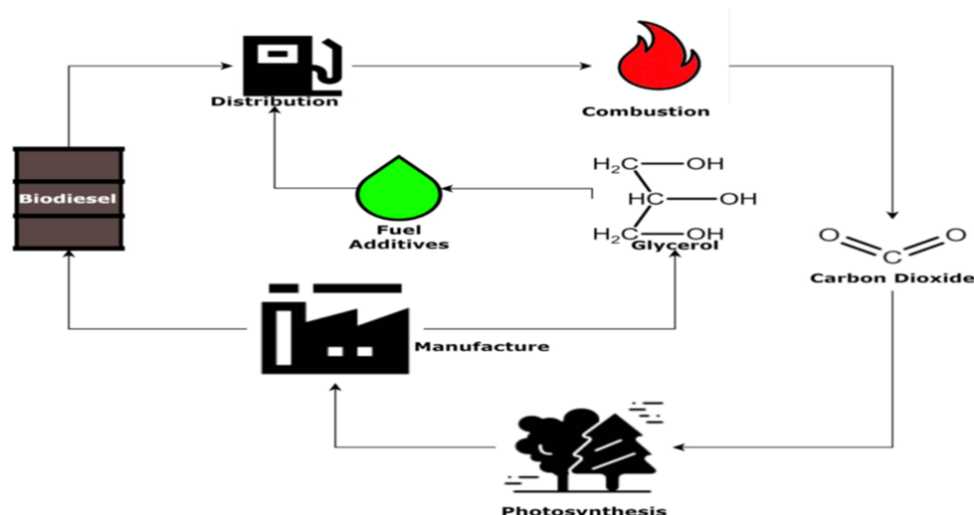 Distribution
Combustion
Biodiesel
H₂C OH
HC OH
H₂C OH
Glycerol
Fuel
Additives
O O
C
Carbon Dioxide
Manufacture
Photosynthesis